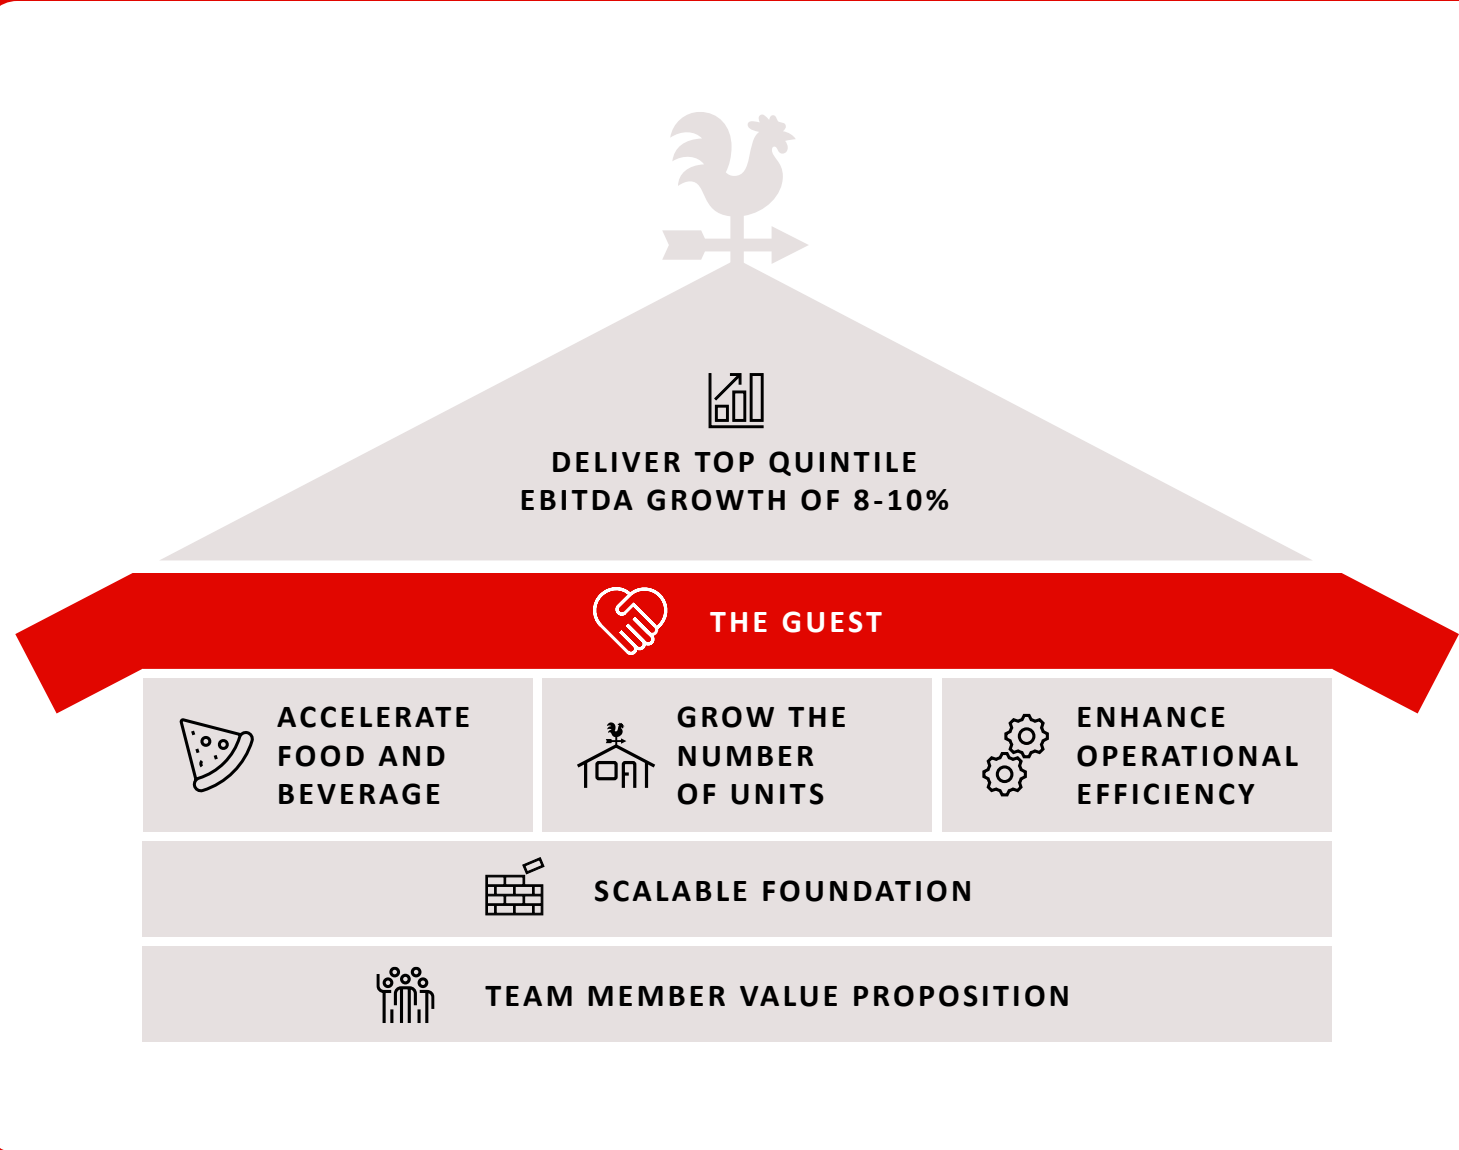 DELIVER TOP QUINTILE
EBITDA GROWTH OF 8-10%
THE GUEST
ACCELERATE
FOOD AND
BEVERAGE
GROW THE
NUMBER
OF UNITS
ENHANCE
OPERATIONAL
EFFICIENCY
SCALABLE FOUNDATION
TEAM MEMBER VALUE PROPOSITION